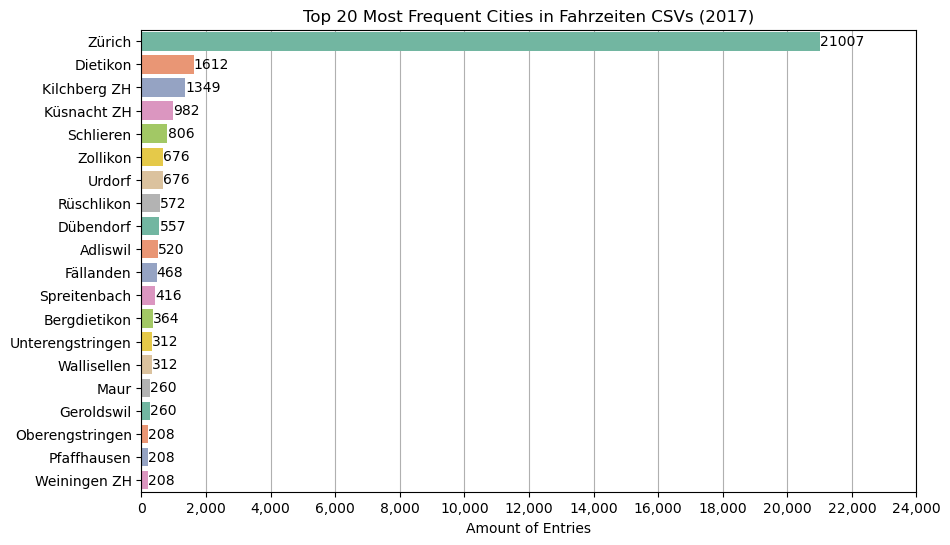 Top 20 Most Frequent Cities in Fahrzeiten CSVs (2017)
Zürich 21007
Dietikon 1612
Kilchberg ZH 1349
Küsnacht ZH 982
Schlieren 806
Zollikon 676
Urdorf 676
Rüschlikon 572
Dübendorf 557
Adliswil 520
Fällanden 468
Spreitenbach 416
Bergdietikon 364
Unterengstringen 312
Wallisellen 312
Maur 260
Geroldswil 260
Oberengstringen 208
Pfaffhausen 208
Weiningen ZH 208
0 2,000 4,000 6,000 8,000 10,000 12,000 14,000 16,000 18,000 20,000 22,000 24,000
Amount of Entries